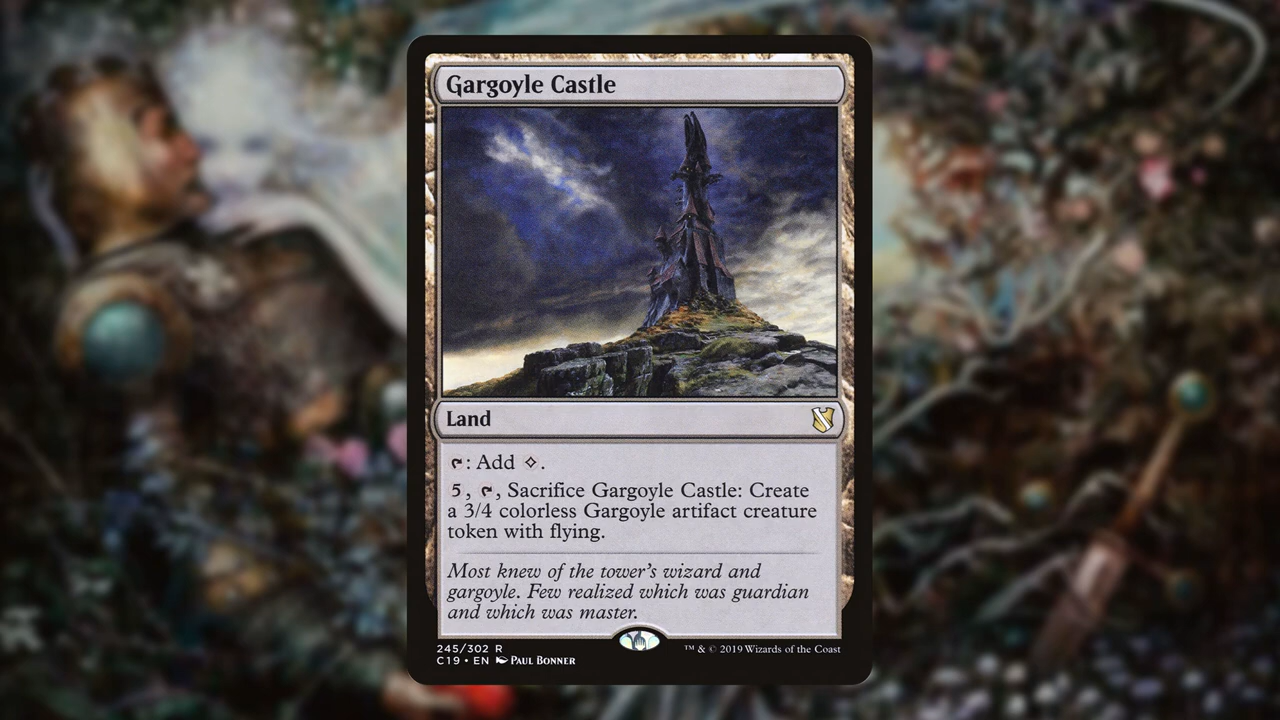 Gargoyle Castle
Land
: Add .
5, , Sacrifice Gargoyle Castle: Create
a 3/4 colorless Gargoyle artifact creature
token with flying.
Most knew of the tower's wizard and
gargoyle. Few realized which was guardian
and which was master.
245/302 R
C19 • EN Paul Bonner
™ & © 2019 Wizards of the Coast